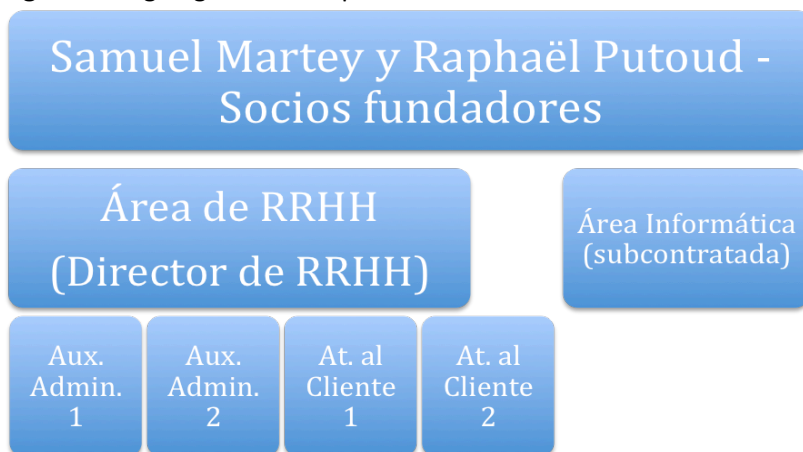 Samuel Martey y Raphaël Putoud -
Socios fundadores
Área de RRHH
(Director de RRHH)
Área Informática
(subcontratada)
Aux.
Admin.
1
Aux.
Admin.
2
At. al
Cliente
1
At. al
Cliente
2